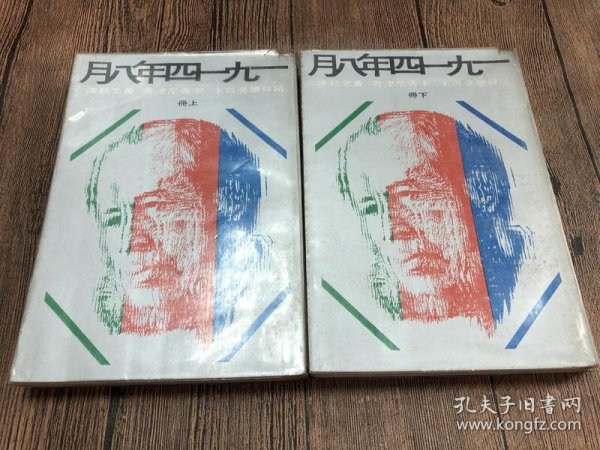 一九一四年八月
上冊
一九一四年八月
下冊
孔夫子旧书网
www.kongfz.com